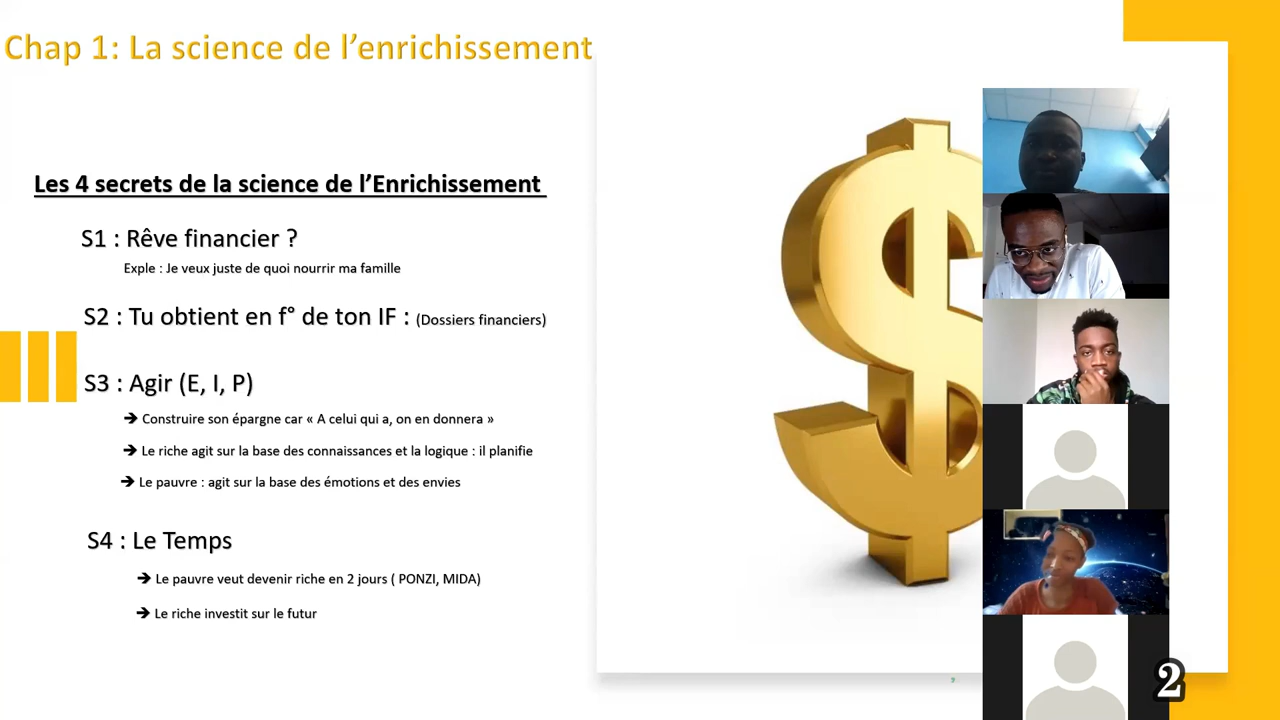 Chap 1: La science de l’enrichissement
Les 4 secrets de la science de l’Enrichissement
S1 : Rêve financier ?
Exple : Je veux juste de quoi nourrir ma famille
S2 : Tu obtient en f° de ton IF : (Dossiers financiers)
S3 : Agir (E, I, P)
➔ Construire son épargne car « A celui qui a, on en donnera »
➔ Le riche agit sur la base des connaissances et la logique : il planifie
➔ Le pauvre : agit sur la base des émotions et des envies
S4 : Le Temps
➔ Le pauvre veut devenir riche en 2 jours ( PONZI, MIDA)
➔ Le riche investit sur le futur
2